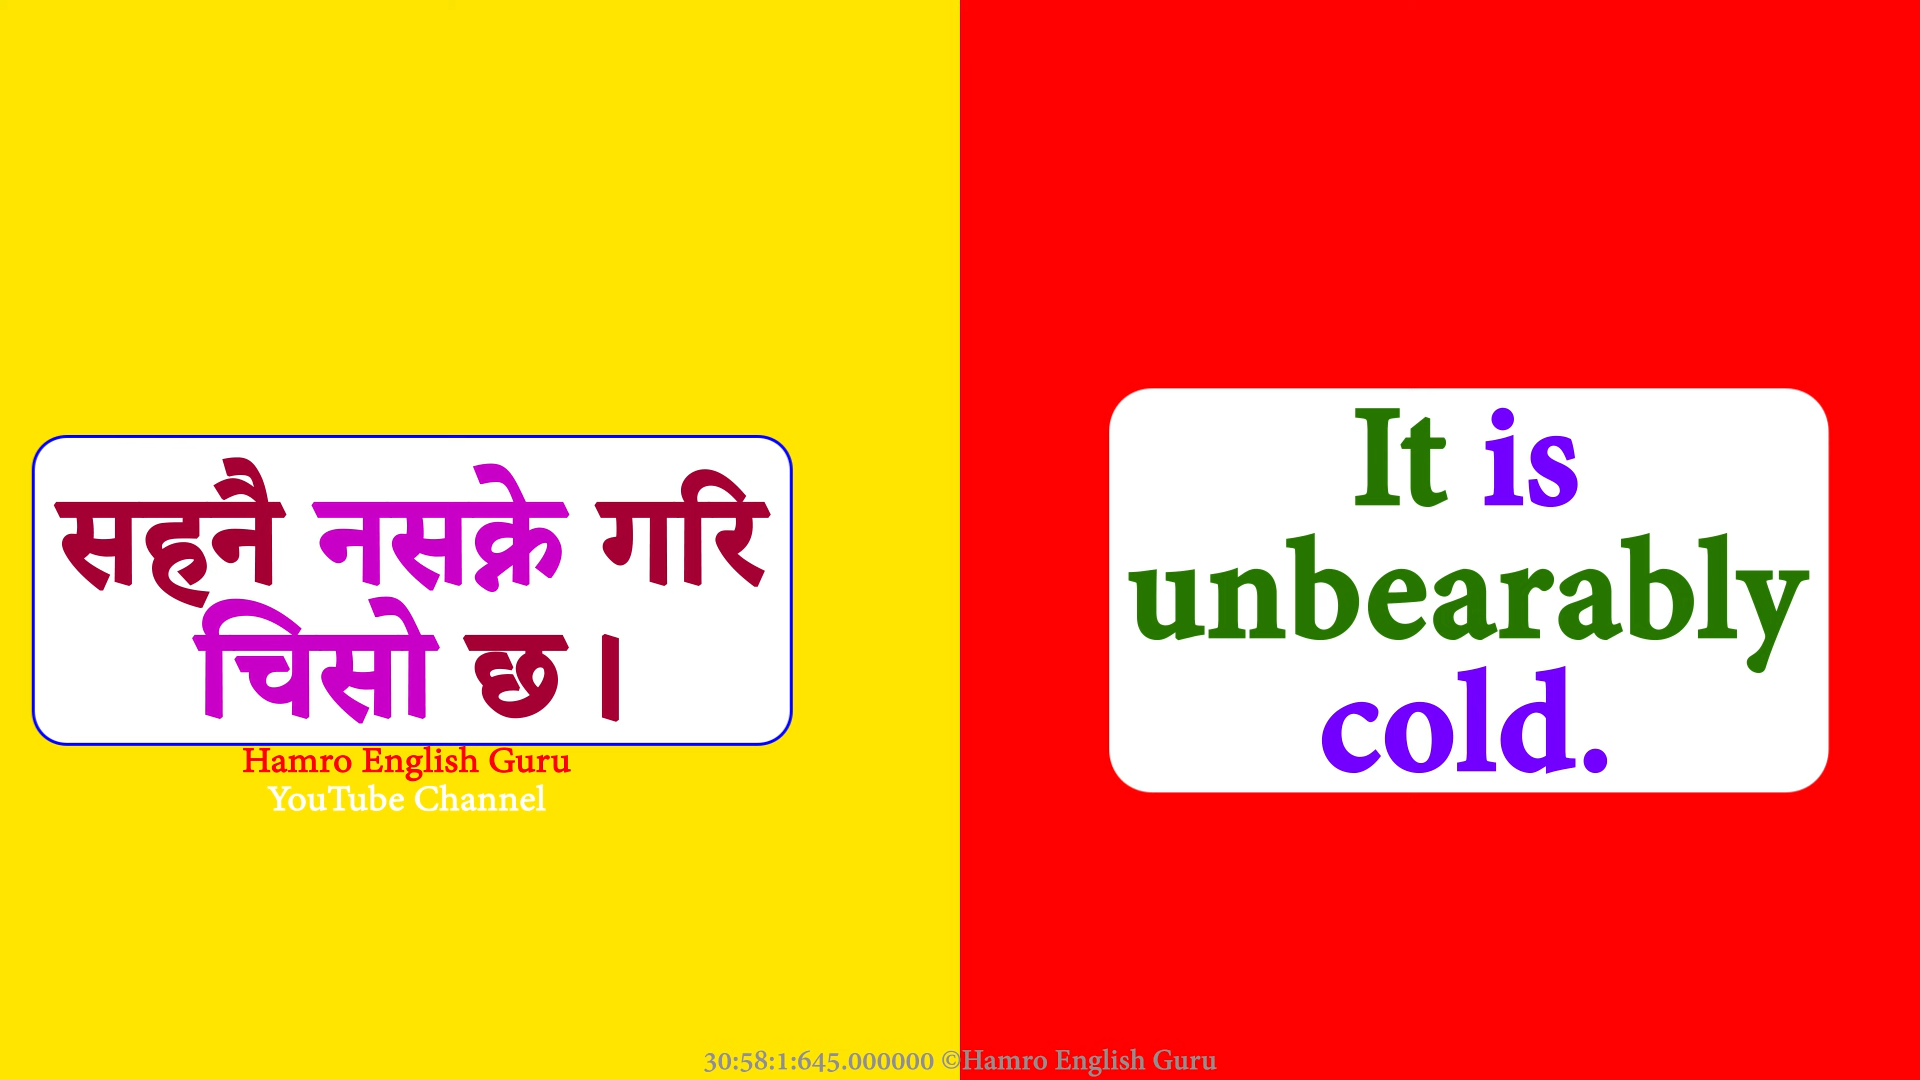 सहनै नसक्ने गरि
चिसो छ ।
Hamro English Guru
YouTube Channel
It is
unbearably
cold.
30:58:1:645.000000 ©Hamro English Guru